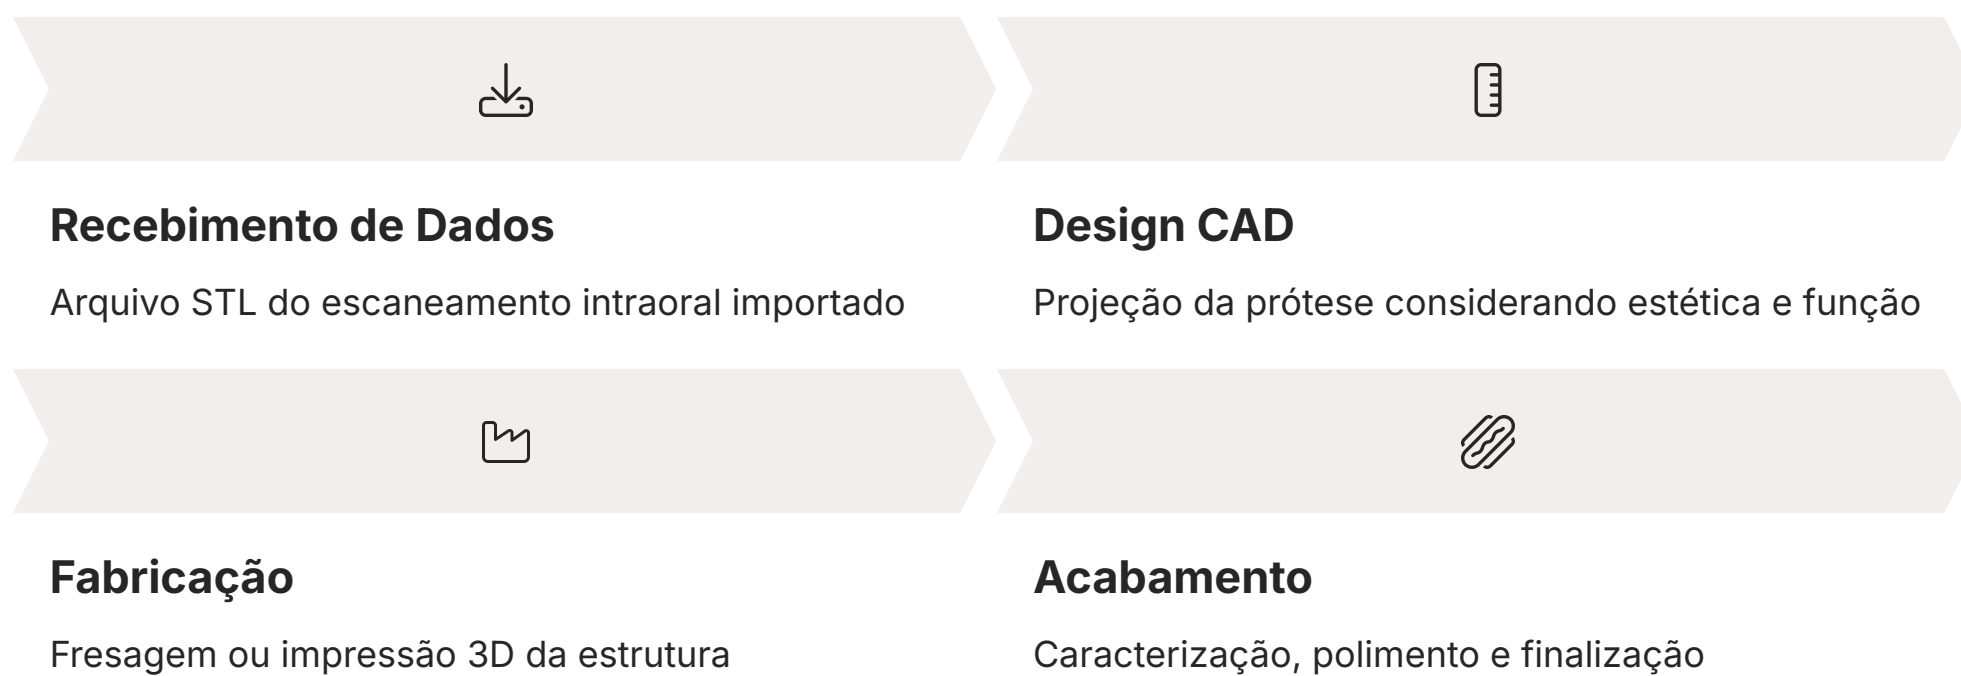 Recebimento de Dados
Arquivo STL do escaneamento intraoral importado
Design CAD
Projeção da prótese considerando estética e função
Fabricação
Fresagem ou impressão 3D da estrutura
Acabamento
Caracterização, polimento e finalização